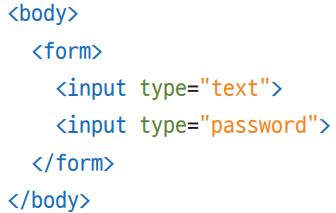 <body>
<form>
<input type="text">
<input type="password">
</form>
</body>